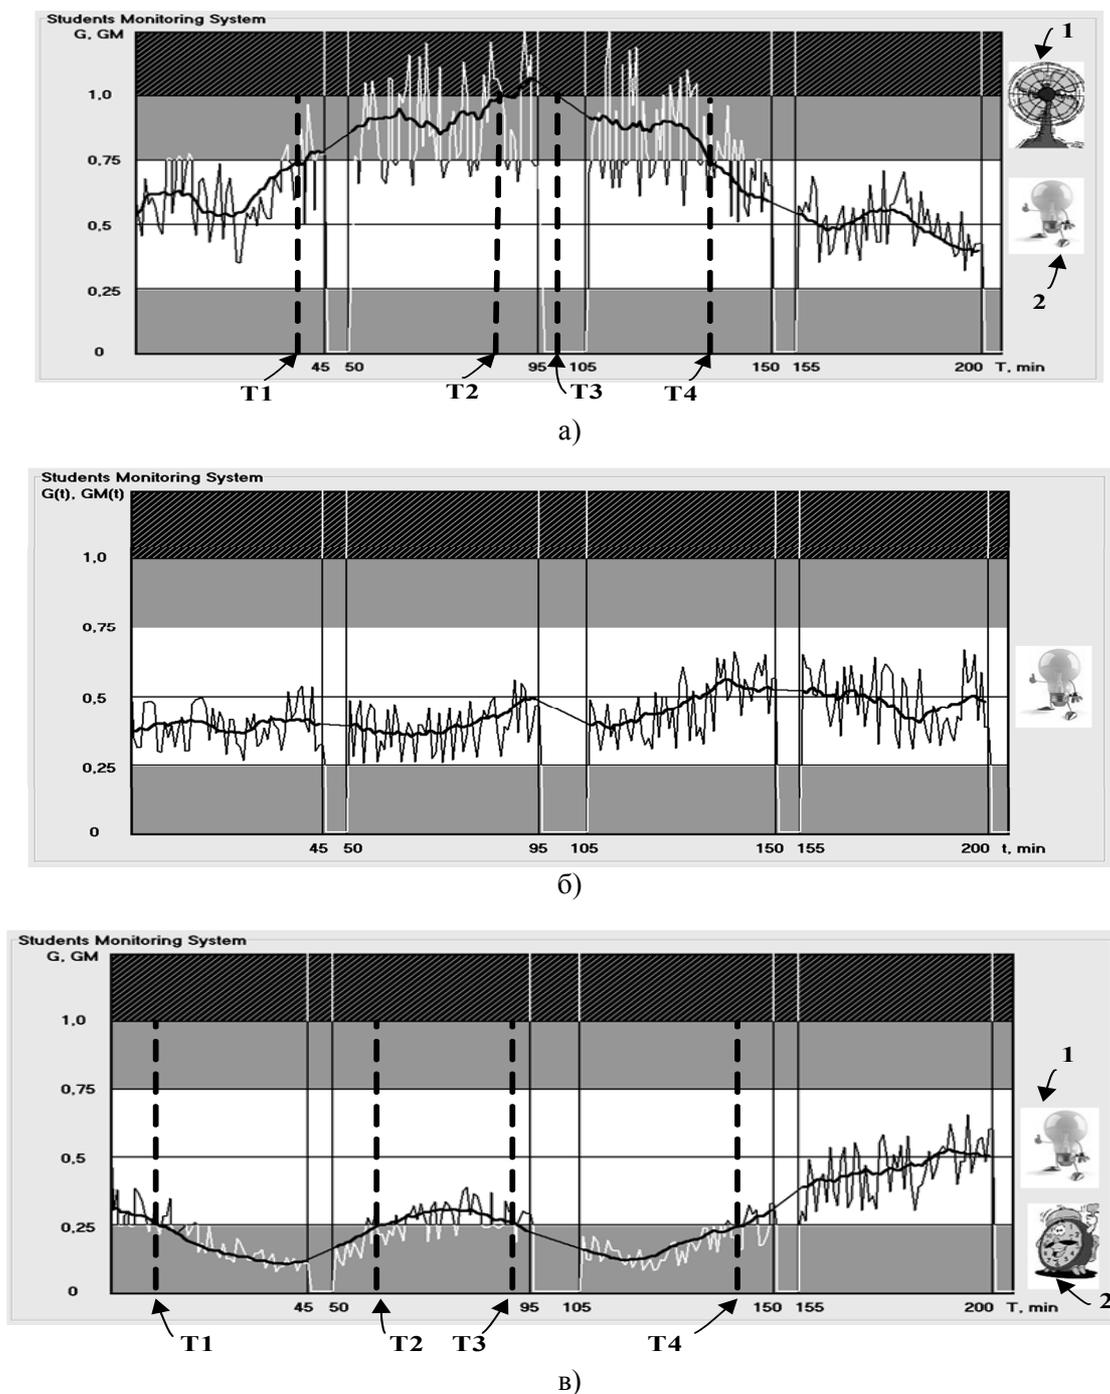 Students Monitoring System
G, GM
1
1,0
0,75
0,5
0,25
2
0
45 50 95 105 150 155 200 T, min
T1 T2 T3 T4
а)
Students Monitoring System
G(t), GM(t)
1,0
0,75
0,5
0,25
0
45 50 95 105 150 155 200 t, min
б)
Students Monitoring System
G, GM
1,0
1
0,75
0,5
0,25
0
2
45 50 95 105 150 155 200 T, min
T1 T2 T3 T4
в)